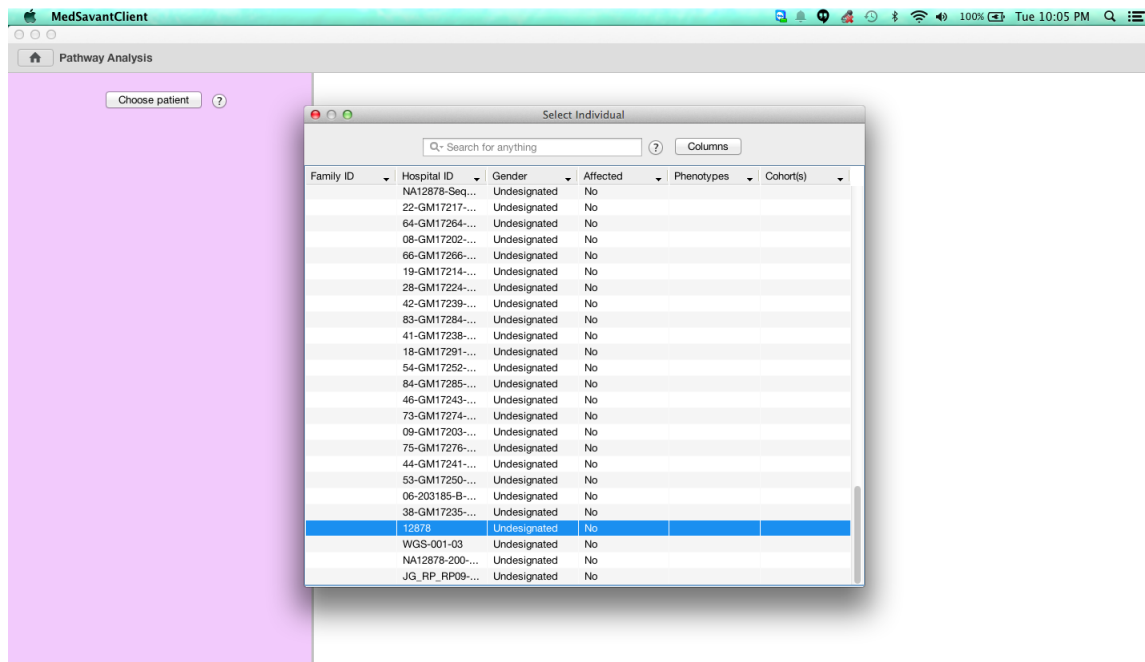 MedSavantClient 100% Tue 10:05 PM
Pathway Analysis
Choose patient ?
Select Individual
Search for anything ? Columns
Family ID Hospital ID Gender Affected Phenotypes Cohort(s)
NA12878-Seq... Undesignated No
22-GM17217-... Undesignated No
64-GM17264-... Undesignated No
08-GM17202-... Undesignated No
66-GM17266-... Undesignated No
19-GM17214-... Undesignated No
28-GM17224-... Undesignated No
42-GM17239-... Undesignated No
83-GM17284-... Undesignated No
41-GM17238-... Undesignated No
18-GM17291-... Undesignated No
54-GM17252-... Undesignated No
84-GM17285-... Undesignated No
46-GM17243-... Undesignated No
73-GM17274-... Undesignated No
09-GM17203-... Undesignated No
75-GM17276-... Undesignated No
44-GM17241-... Undesignated No
53-GM17250-... Undesignated No
06-203185-B-... Undesignated No
38-GM17235-... Undesignated No
12878 Undesignated No
WGS-001-03 Undesignated No
NA12878-200-... Undesignated No
JG_RP_RP09-... Undesignated No